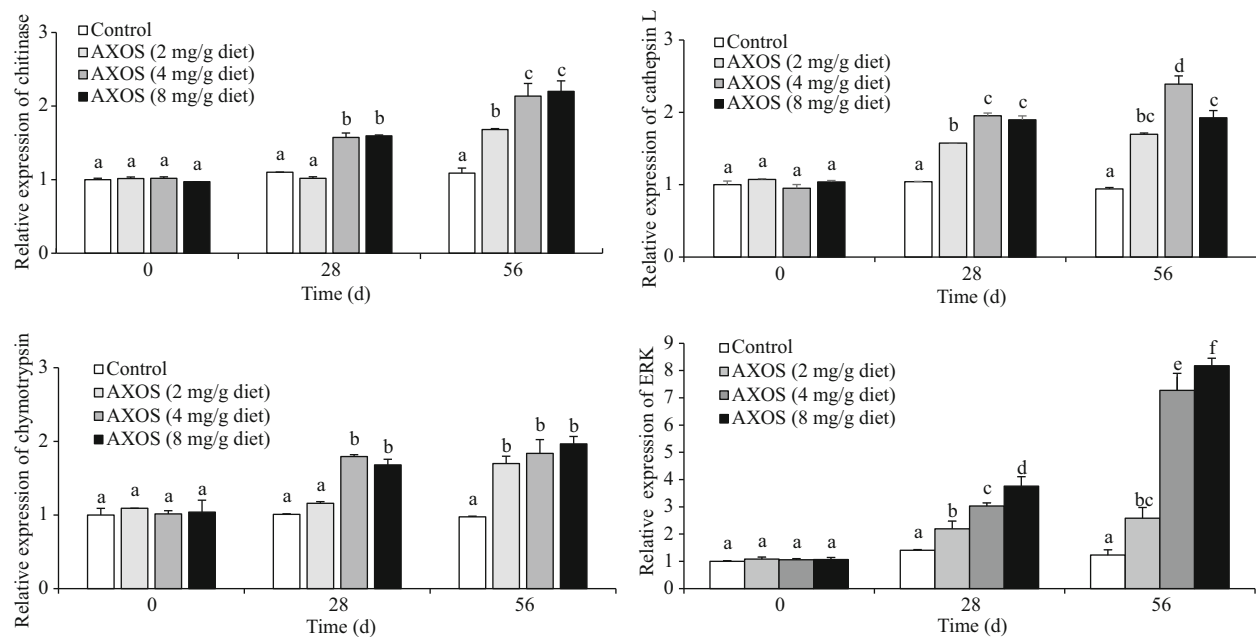 Relative expression of chitinase
3
2
1
0
Control
AXOS (2 mg/g diet)
AXOS (4 mg/g diet)
AXOS (8 mg/g diet)
a a a a
a a b b
a b c c
0 28 56
Time (d)
Relative expression of cathepsin L
3
2
1
0
Control
AXOS (2 mg/g diet)
AXOS (4 mg/g diet)
AXOS (8 mg/g diet)
a a a a
a b c c
a bc d c
0 28 56
Time (d)
Relative expression of chymotrypsin
3
2
1
0
Control
AXOS (2 mg/g diet)
AXOS (4 mg/g diet)
AXOS (8 mg/g diet)
a a a a
a a b b
a b b b
0 28 56
Time (d)
Relative expression of ERK
9
8
7
6
5
4
3
2
1
0
Control
AXOS (2 mg/g diet)
AXOS (4 mg/g diet)
AXOS (8 mg/g diet)
a a a a
a b c d
a bc e f
0 28 56
Time (d)